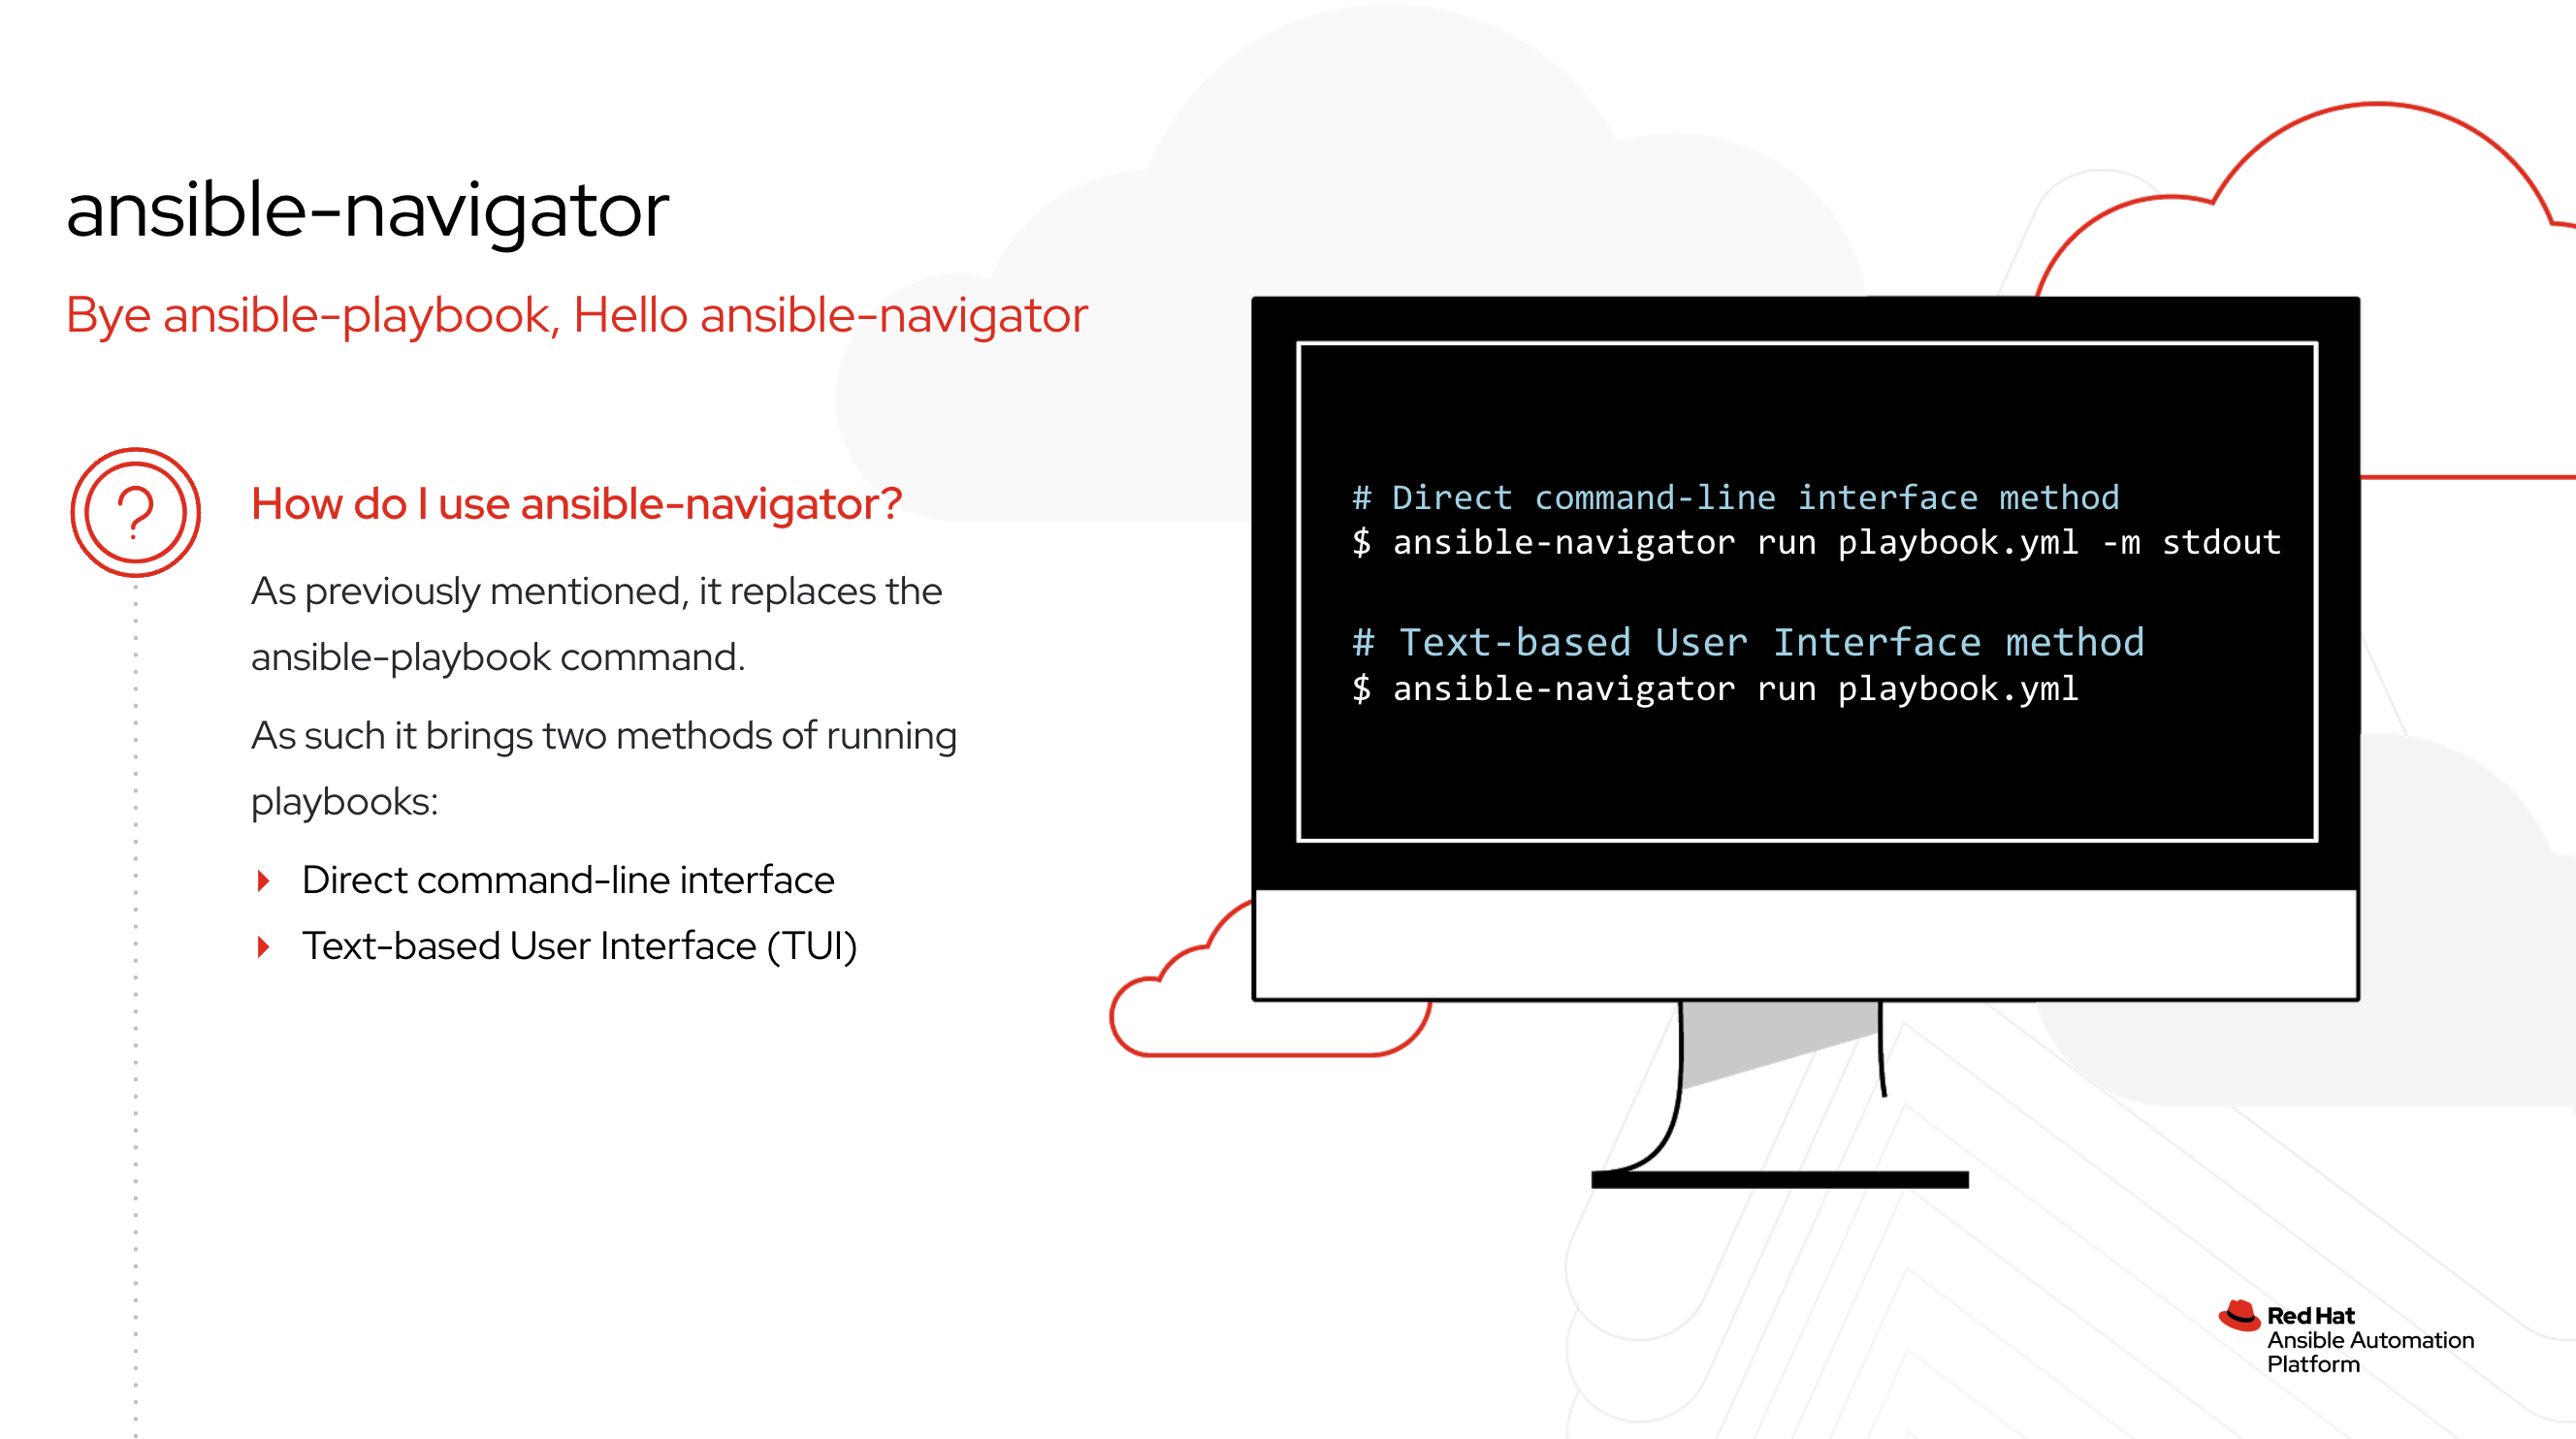 ansible-navigator
Bye ansible-playbook, Hello ansible-navigator
?
How do I use ansible-navigator?
As previously mentioned, it replaces the
ansible-playbook command.
As such it brings two methods of running
playbooks:
Direct command-line interface
Text-based User Interface (TUI)
# Direct command-line interface method
$ ansible-navigator run playbook.yml -m stdout
# Text-based User Interface method
$ ansible-navigator run playbook.yml
Red Hat
Ansible Automation
Platform